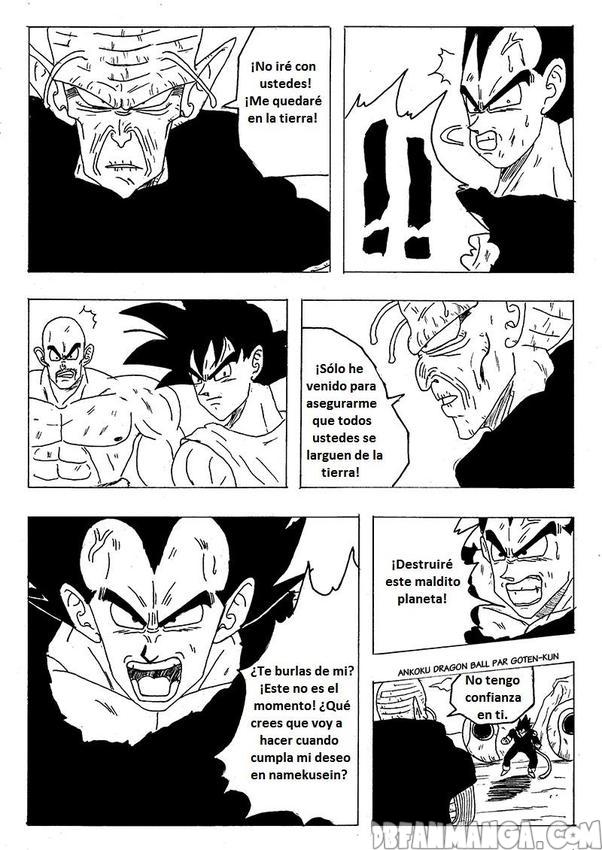 ¡No iré con
ustedes!
¡Me quedaré
en la tierra!
!!
¡Sólo he
venido para
asegurarme
que todos
ustedes se
larguen de la
tierra!
¿Te burlas de mi?
¡Este no es el
momento! ¿Qué
crees que voy a
hacer cuando
cumpla mi deseo
en namekusein?
¡Destruiré
este maldito
planeta!
ANKOKU DRAGON BALL PAR GOTEN-KUN
No tengo
confianza
en ti.
DBFANMANGA.COM